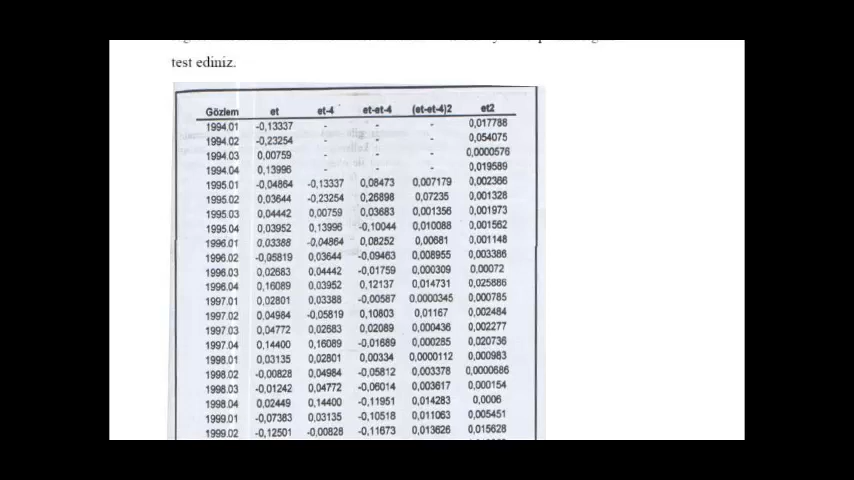 test ediniz.
Gözlem et et-4 et-et-4 (et-et-4)2 et2
1994.01 -0,13337 - - - 0,017788
1994.02 -0,23254 - - - 0,054075
1994.03 0,00759 - - - 0,0000576
1994.04 0,13996 - - - 0,019589
1995.01 -0,04864 -0,13337 0,08473 0,007179 0,002366
1995.02 0,03644 -0,23254 0,26898 0,07235 0,001328
1995.03 0,04442 0,00759 0,03683 0,001356 0,001973
1995.04 0,03952 0,13996 -0,10044 0,010088 0,001562
1996.01 0,03388 -0,04864 0,08252 0,00681 0,001148
1996.02 -0,05819 0,03644 -0,09463 0,008955 0,003386
1996.03 0,02683 0,04442 -0,01759 0,000309 0,00072
1996.04 0,16089 0,03952 0,12137 0,014731 0,025886
1997.01 0,02801 0,03388 -0,00587 0,0000345 0,000785
1997.02 0,04984 -0,05819 0,10803 0,01167 0,002484
1997.03 0,04772 0,02683 0,02089 0,000436 0,002277
1997.04 0,14400 0,16089 -0,01689 0,000285 0,020736
1998.01 0,03135 0,02801 0,00334 0,0000112 0,000983
1998.02 -0,00828 0,04984 -0,05812 0,003378 0,0000686
1998.03 -0,01242 0,04772 -0,06014 0,003617 0,000154
1998.04 0,02449 0,14400 -0,11951 0,014283 0,0006
1999.01 -0,07383 0,03135 -0,10518 0,011063 0,005451
1999.02 -0,12501 -0,00828 -0,11673 0,013626 0,015628